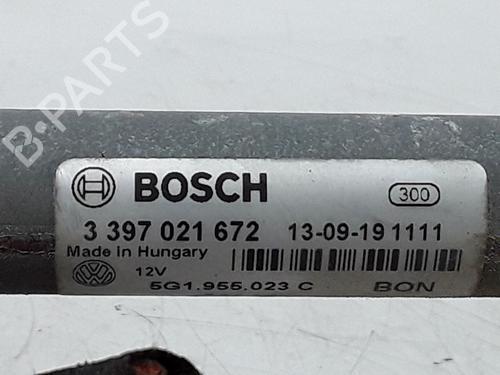 B-PARTS
BOSCH
300
3 397 021 672 13-09-19 1111
Made In Hungary
12V
5G1.955.023 C BON